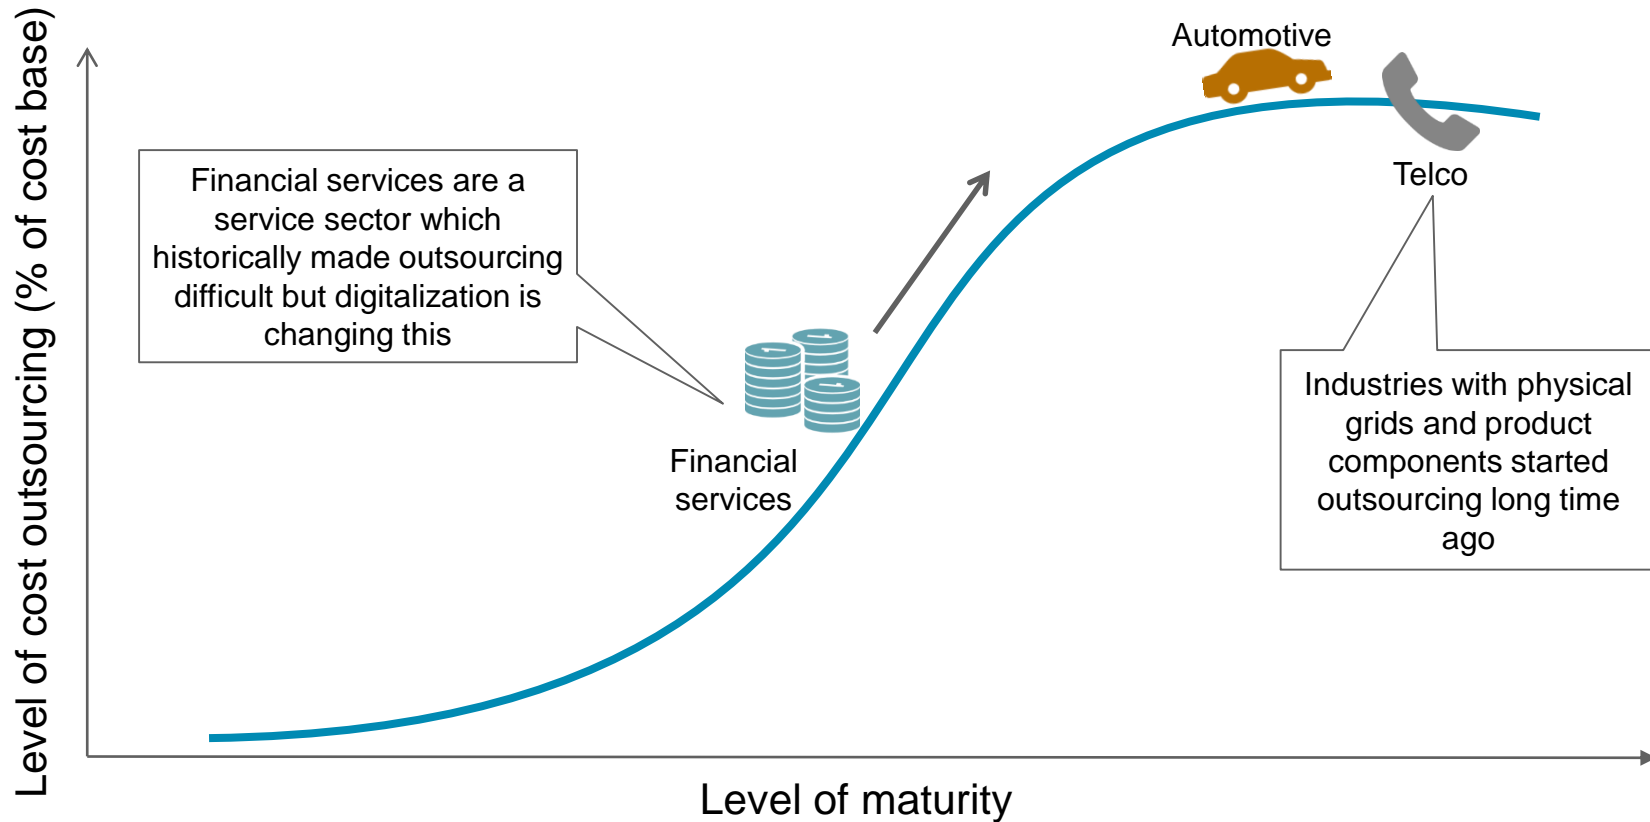 Level of cost outsourcing (% of cost base)
Automotive
Telco
Financial services are a
service sector which
historically made outsourcing
difficult but digitalization is
changing this
Financial
services
Industries with physical
grids and product
components started
outsourcing long time
ago
Level of maturity